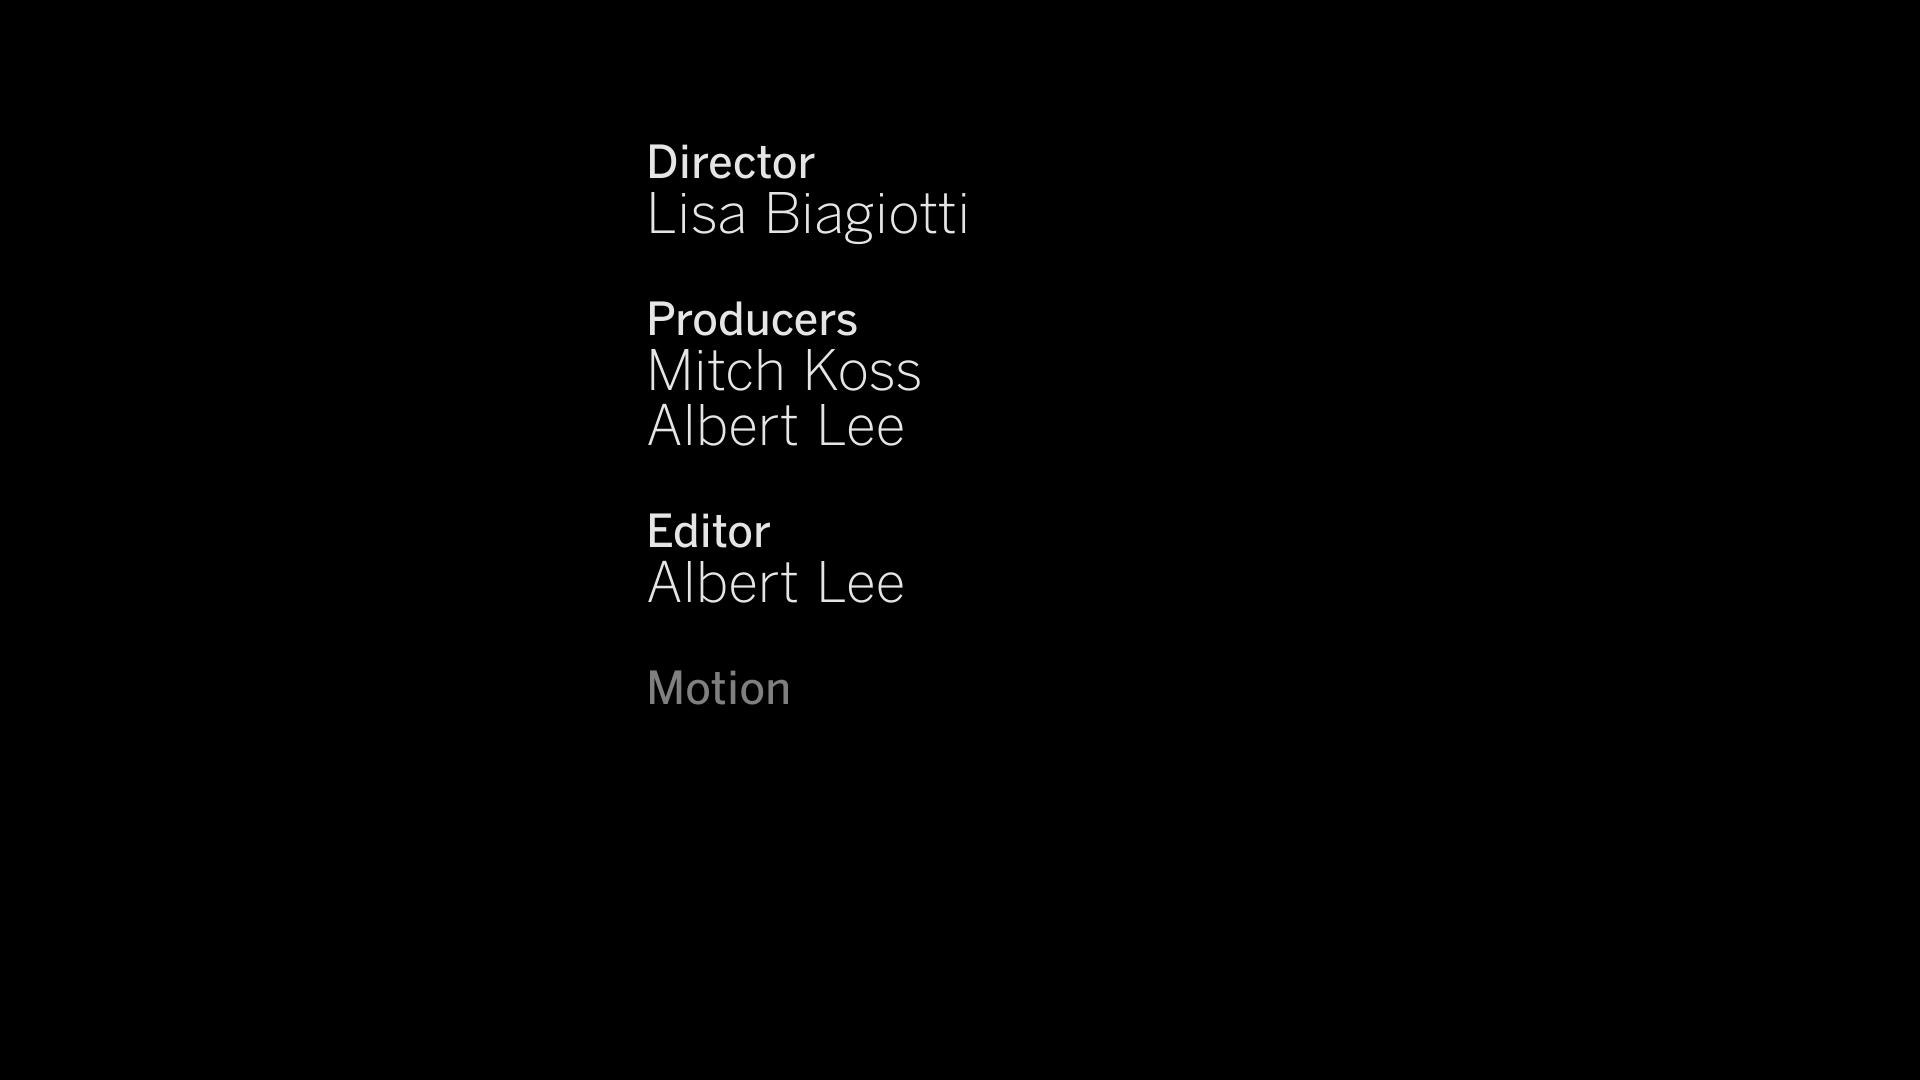 Director
Lisa Biagiotti
Producers
Mitch Koss
Albert Lee
Editor
Albert Lee
Motion